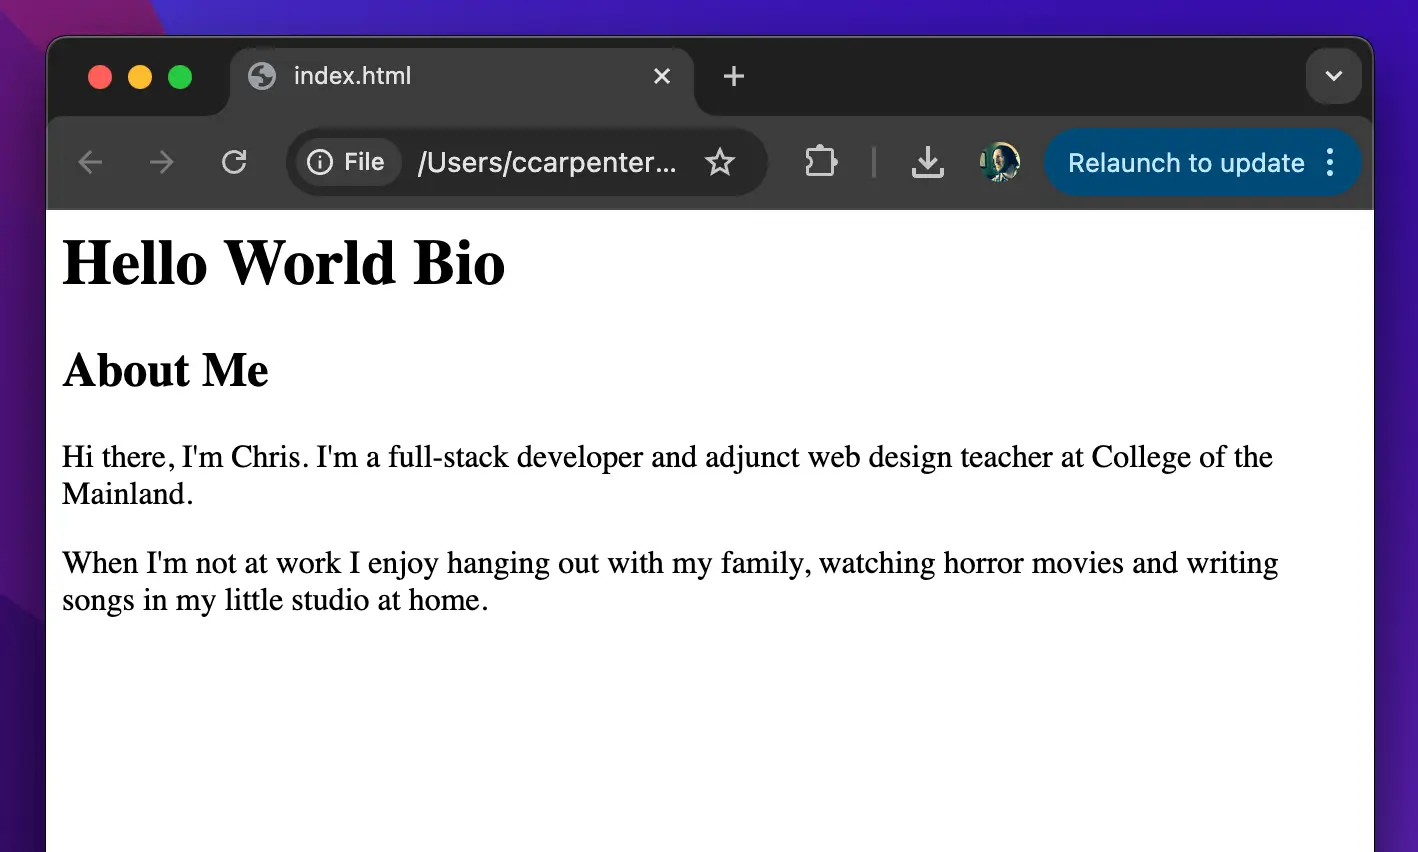 index.html
File /Users/ccarpenter... Relaunch to update
Hello World Bio
About Me
Hi there, I'm Chris. I'm a full-stack developer and adjunct web design teacher at College of the
Mainland.
When I'm not at work I enjoy hanging out with my family, watching horror movies and writing
songs in my little studio at home.